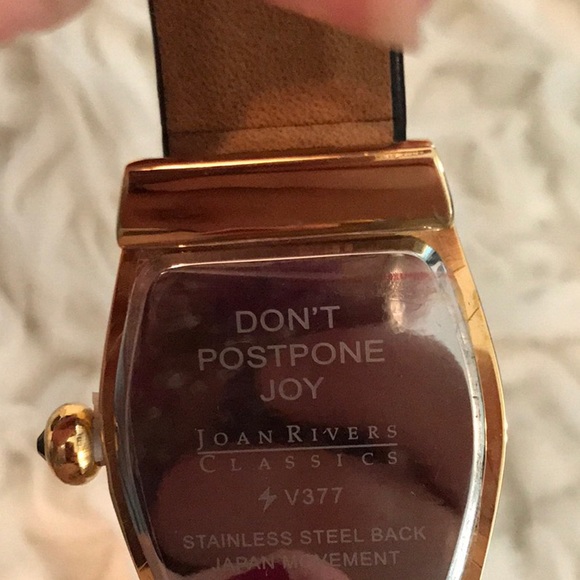 DON'T
POSTPONE
JOY
JOAN RIVERS
CLASSICS
V377
STAINLESS STEEL BACK
JAPAN MOVEMENT